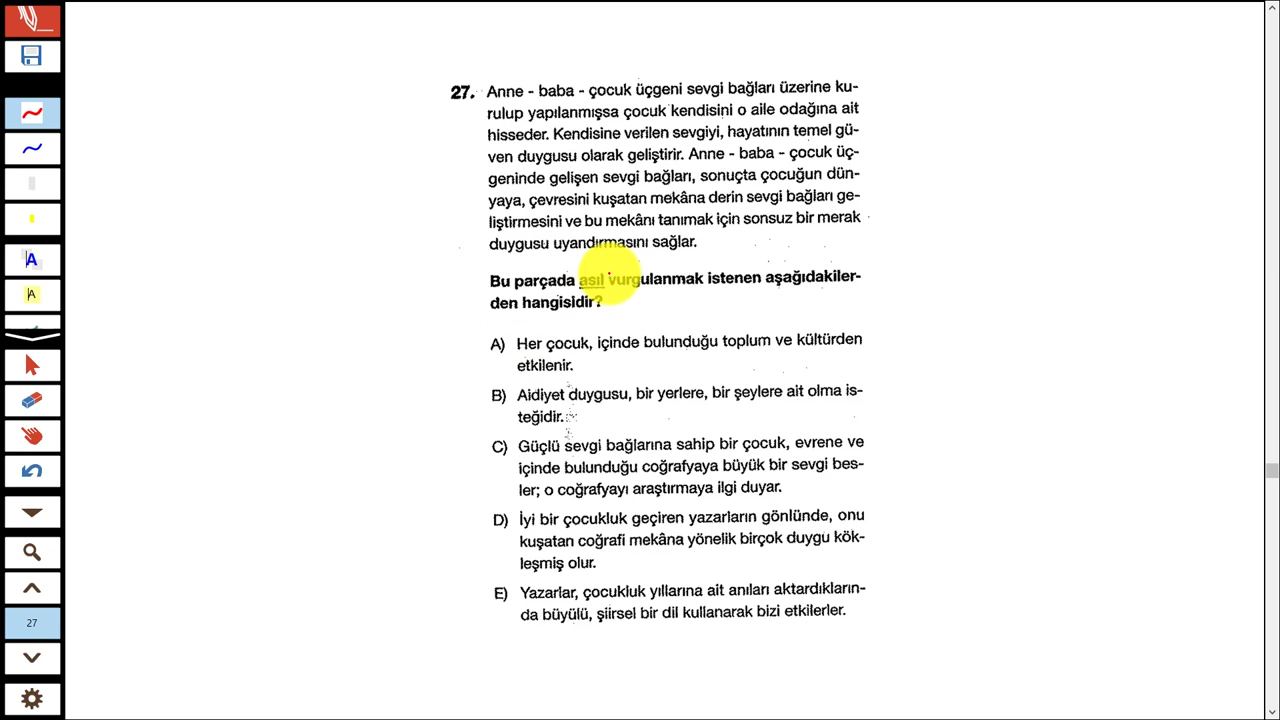 27. Anne - baba - çocuk üçgeni sevgi bağları üzerine ku-
rulup yapılanmışsa çocuk kendisini o aile odağına ait
hisseder. Kendisine verilen sevgiyi, hayatının temel gü-
ven duygusu olarak geliştirir. Anne - baba - çocuk üç-
geninde gelişen sevgi bağları, sonuçta çocuğun dün-
yaya, çevresini kuşatan mekâna derin sevgi bağları ge-
liştirmesini ve bu mekânı tanımak için sonsuz bir merak
duygusu uyandırmasını sağlar.
Bu parçada asıl vurgulanmak istenen aşağıdakiler-
den hangisidir?
A) Her çocuk, içinde bulunduğu toplum ve kültürden
etkilenir.
B) Aidiyet duygusu, bir yerlere, bir şeylere ait olma is-
teğidir.
C) Güçlü sevgi bağlarına sahip bir çocuk, evrene ve
içinde bulunduğu coğrafyaya büyük bir sevgi bes-
ler; o coğrafyayı araştırmaya ilgi duyar.
D) İyi bir çocukluk geçiren yazarların gönlünde, onu
kuşatan coğrafi mekâna yönelik birçok duygu kök-
leşmiş olur.
E) Yazarlar, çocukluk yıllarına ait anıları aktardıkların-
da büyülü, şiirsel bir dil kullanarak bizi etkilerler.
A
A
27